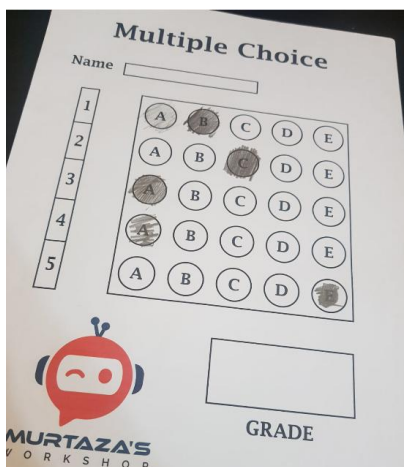 Multiple Choice
Name
1 A B C D E
2 A B C D E
3 A B C D E
4 A B C D E
5 A B C D E
GRADE
MURTAZA'S
WORKSHOP